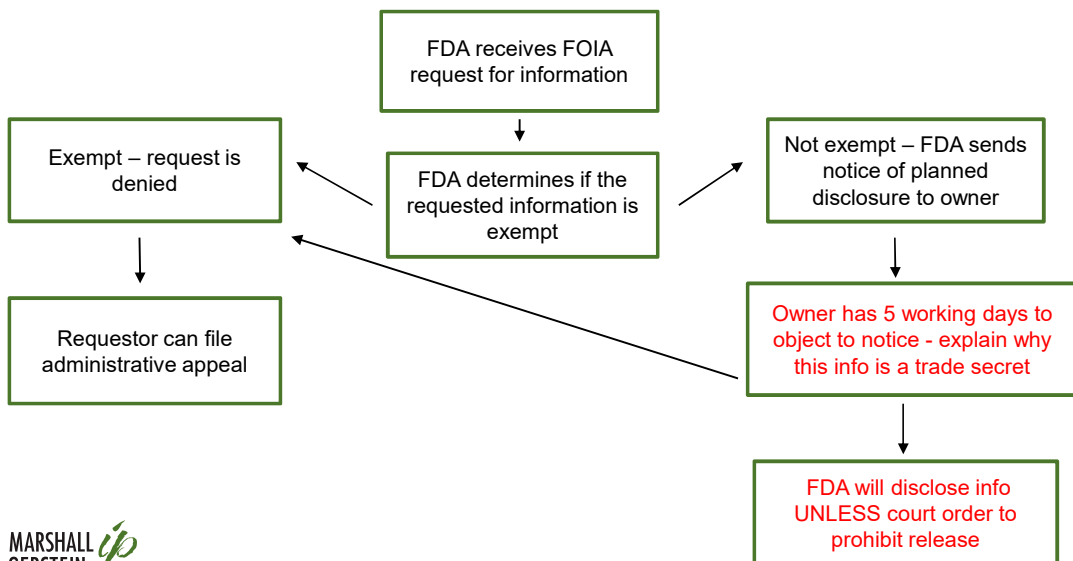 FDA receives FOIA
request for information
Exempt – request is
denied
FDA determines if the
requested information is
exempt
Not exempt – FDA sends
notice of planned
disclosure to owner
Requestor can file
administrative appeal
Owner has 5 working days to
object to notice - explain why
this info is a trade secret
FDA will disclose info
UNLESS court order to
prohibit release
MARSHALL ip
GERSTEIN